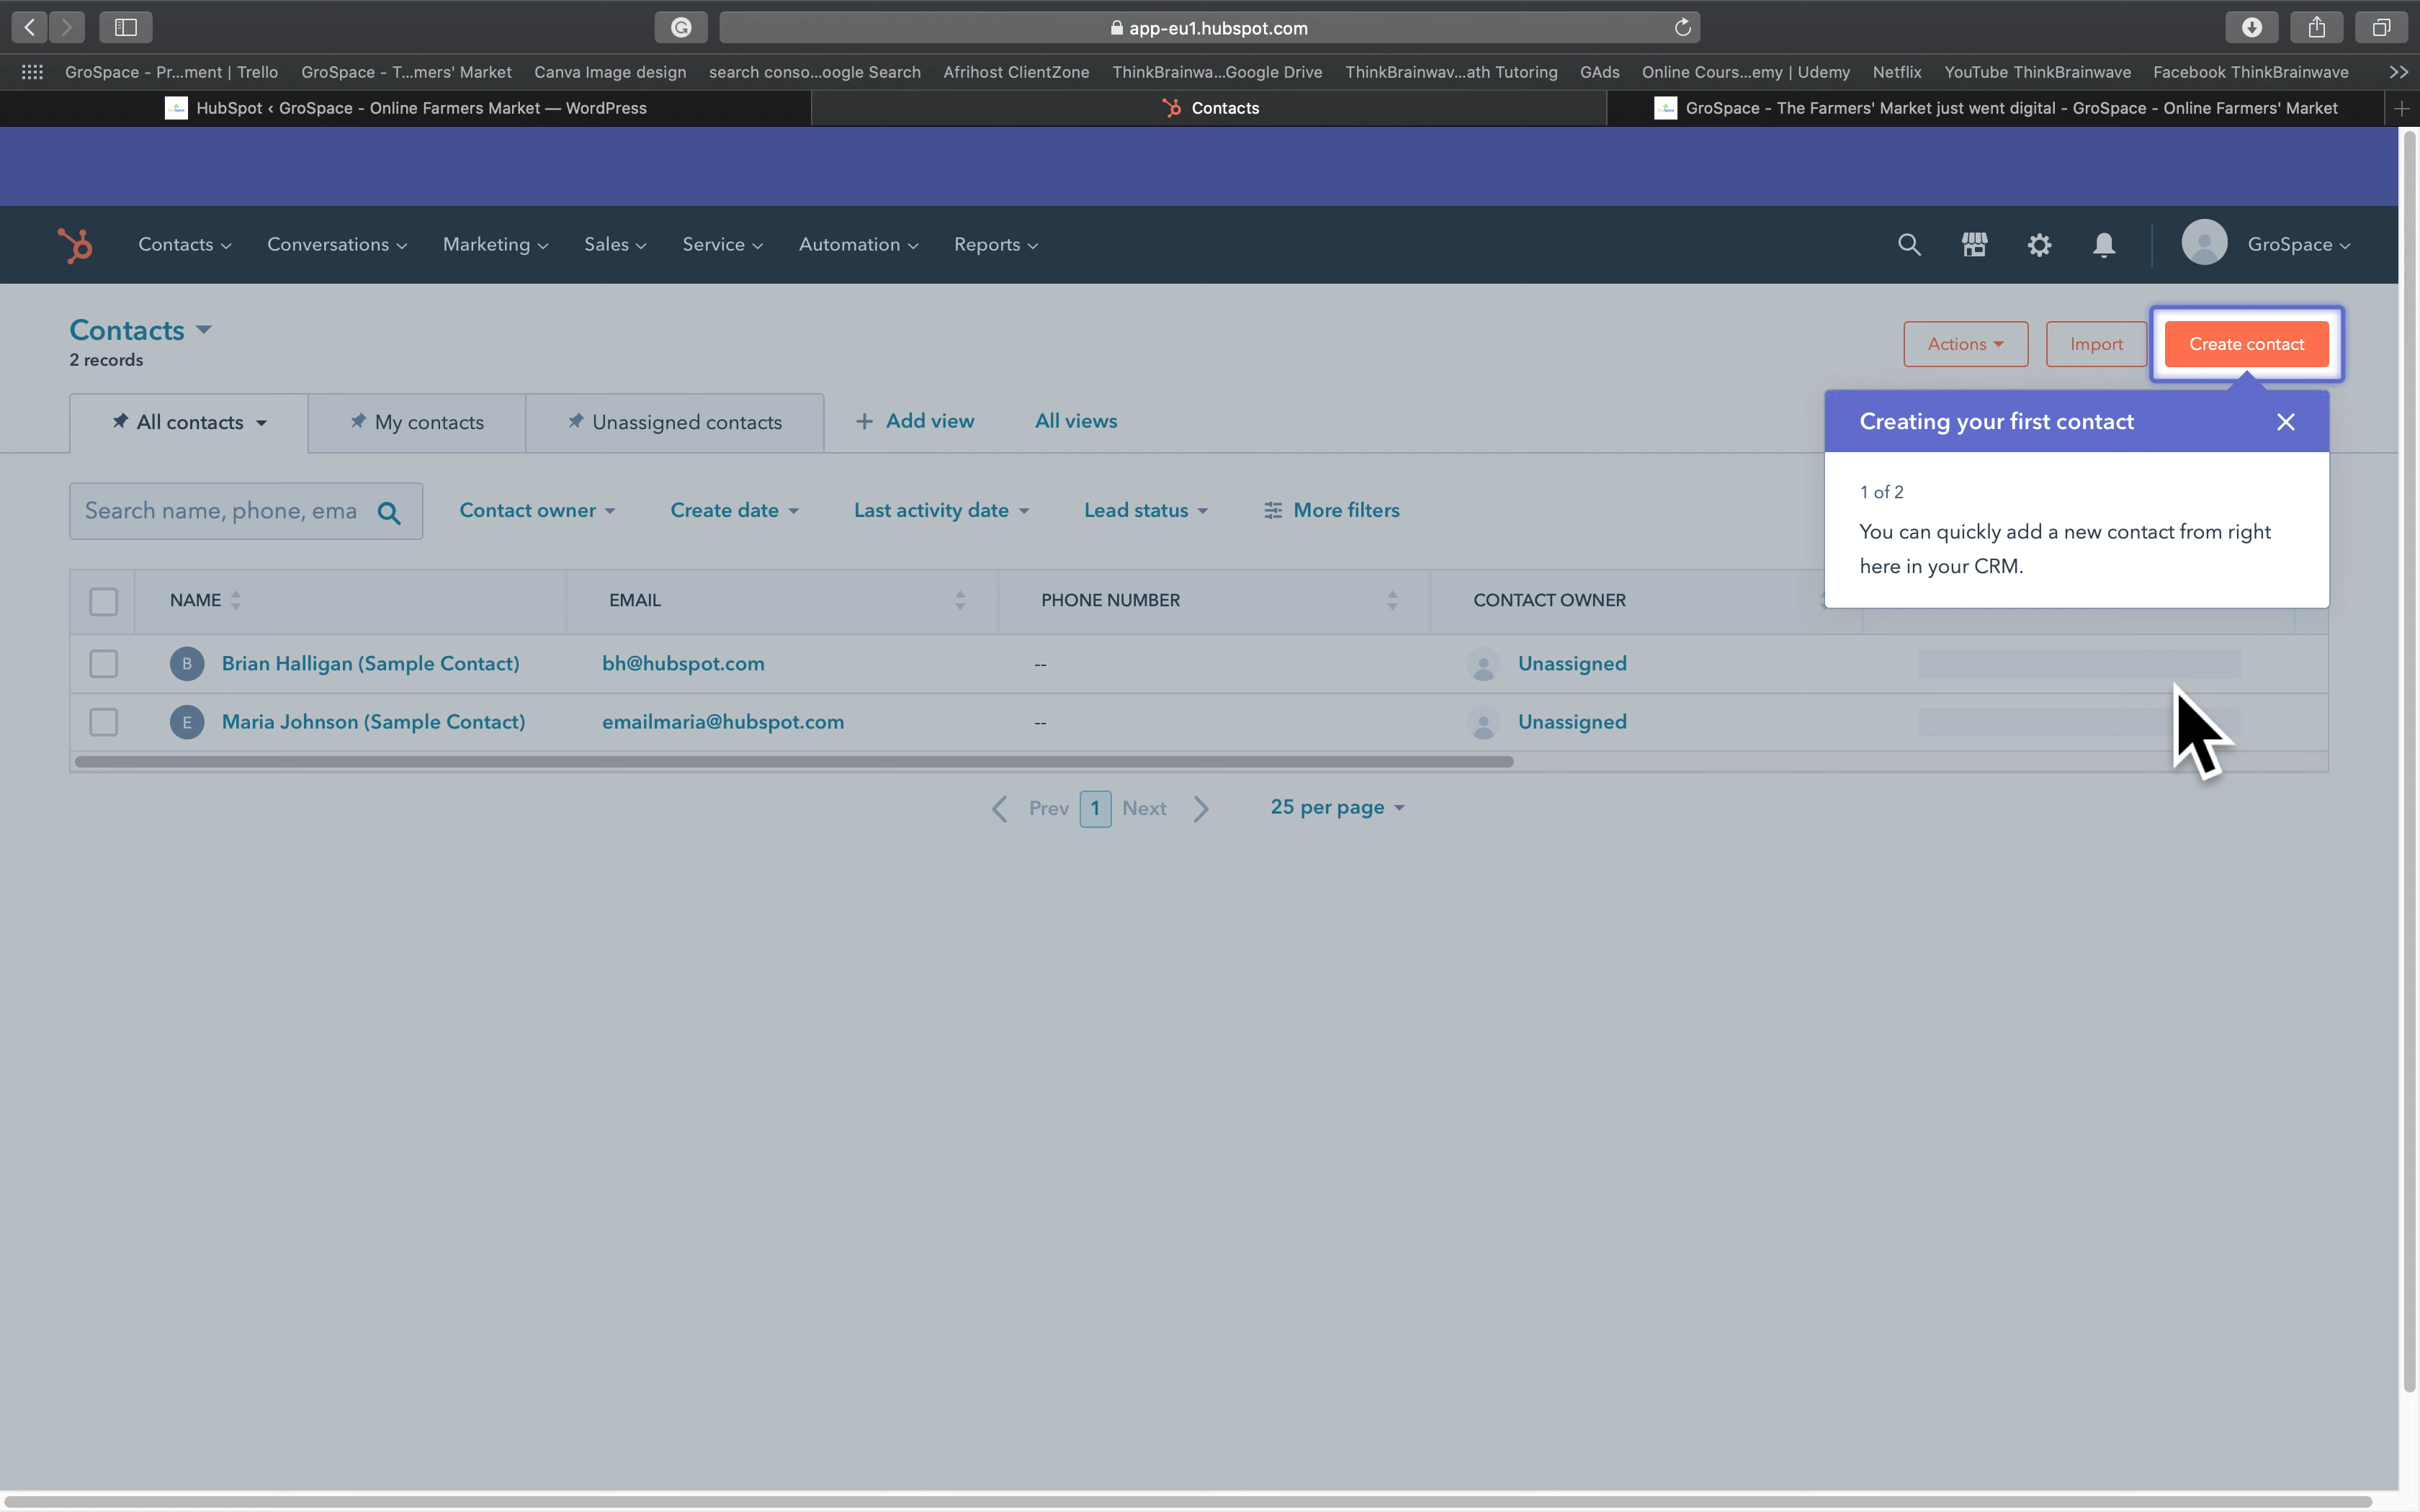 app-eu1.hubspot.com
GroSpace - Pr...ment | Trello GroSpace - T...mers' Market Canva Image design search conso...oogle Search Afrihost ClientZone ThinkBrainwa...Google Drive ThinkBrainwav...ath Tutoring GAds Online Cours...emy | Udemy Netflix YouTube ThinkBrainwave Facebook ThinkBrainwave
HubSpot ‹ GroSpace - Online Farmers Market — WordPress Contacts GroSpace - The Farmers' Market just went digital - GroSpace - Online Farmers' Market
Contacts Conversations Marketing Sales Service Automation Reports GroSpace
Contacts
2 records
Actions Import Create contact
All contacts My contacts Unassigned contacts + Add view All views
Creating your first contact
1 of 2
You can quickly add a new contact from right
here in your CRM.
Search name, phone, ema Contact owner Create date Last activity date Lead status More filters
NAME EMAIL PHONE NUMBER CONTACT OWNER
B Brian Halligan (Sample Contact) bh@hubspot.com -- Unassigned
E Maria Johnson (Sample Contact) emailmaria@hubspot.com -- Unassigned
Prev 1 Next 25 per page